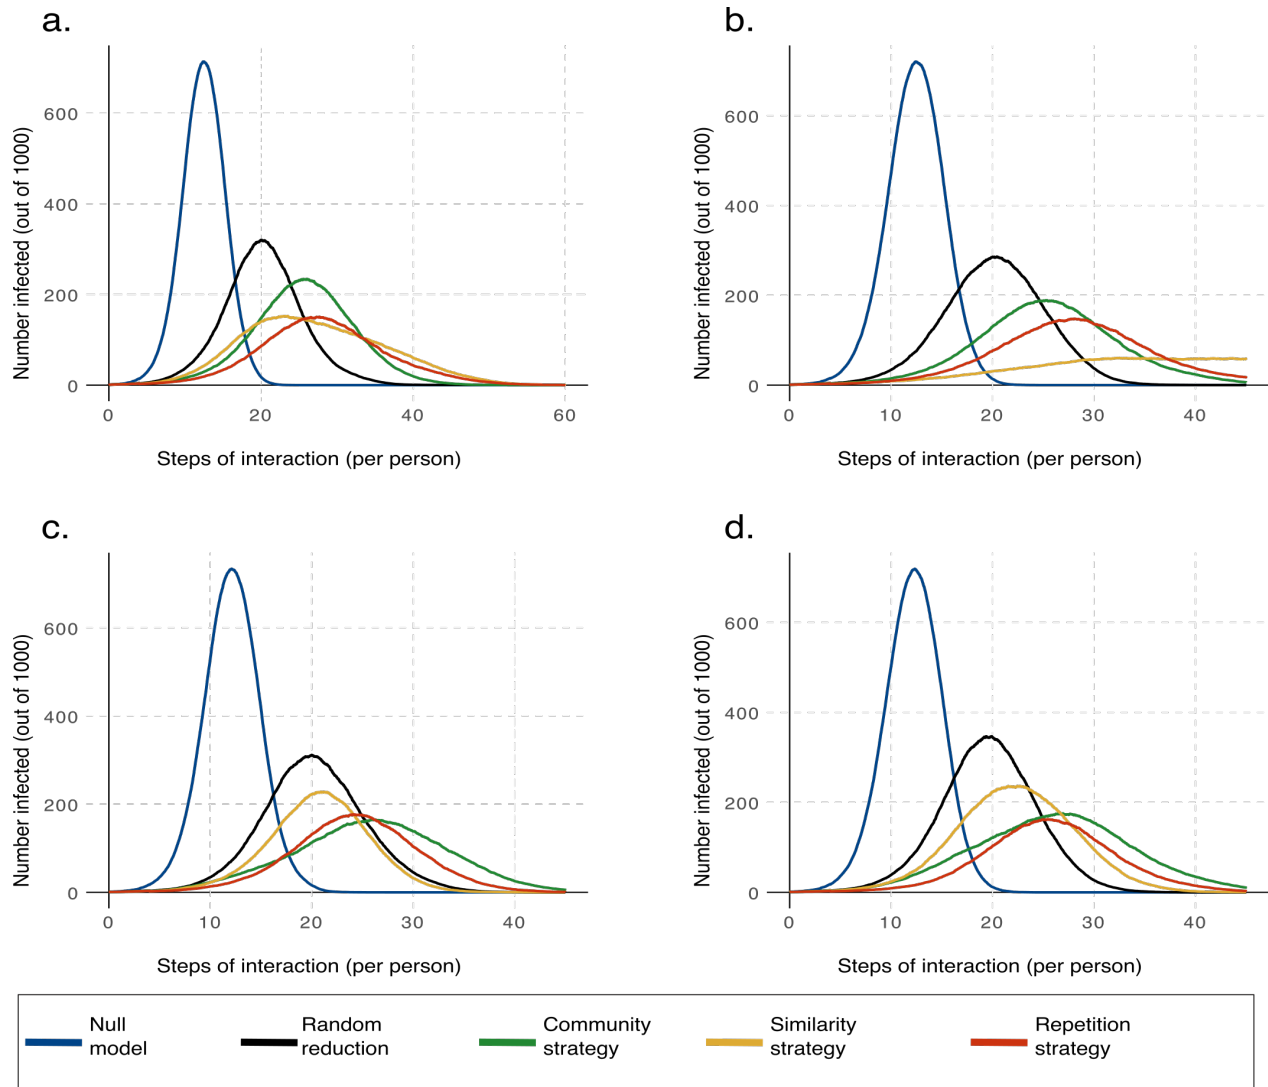 a.
Number infected (out of 1000)
600
400
200
0
0 20 40 60
Steps of interaction (per person)
b.
Number infected (out of 1000)
600
400
200
0
0 10 20 30 40
Steps of interaction (per person)
c.
Number infected (out of 1000)
600
400
200
0
0 10 20 30 40
Steps of interaction (per person)
d.
Number infected (out of 1000)
600
400
200
0
0 10 20 30 40
Steps of interaction (per person)
Null
model
Random
reduction
Community
strategy
Similarity
strategy
Repetition
strategy